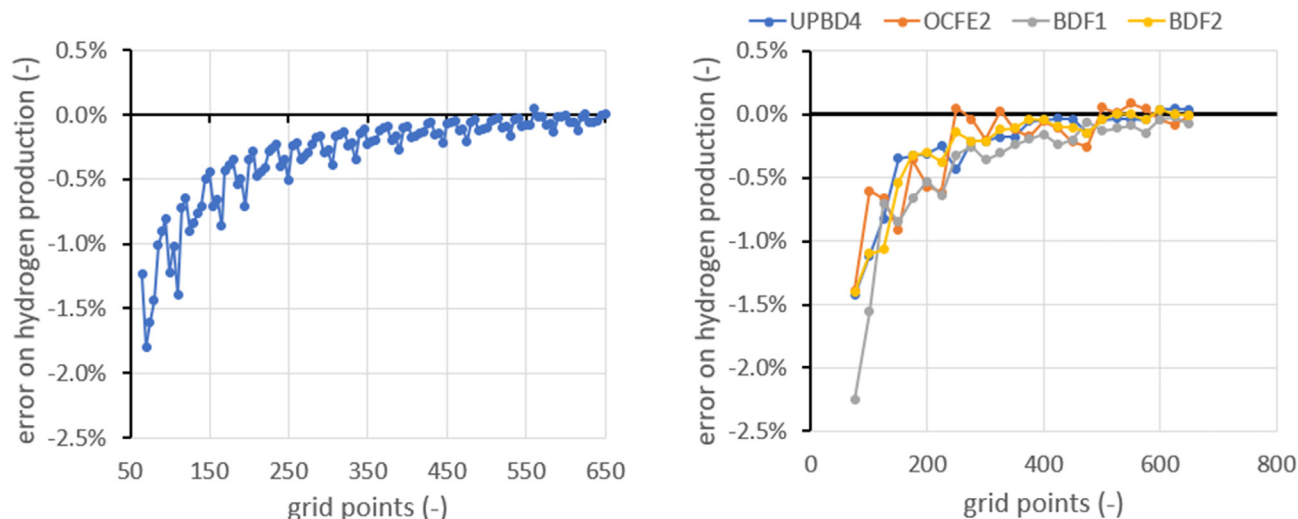 error on hydrogen production (-)
0.5%
0.0%
-0.5%
-1.0%
-1.5%
-2.0%
-2.5%
50 150 250 350 450 550 650
grid points (-)
UPBD4 OCFE2 BDF1 BDF2
error on hydrogen production (-)
0.5%
0.0%
-0.5%
-1.0%
-1.5%
-2.0%
-2.5%
0 200 400 600 800
grid points (-)